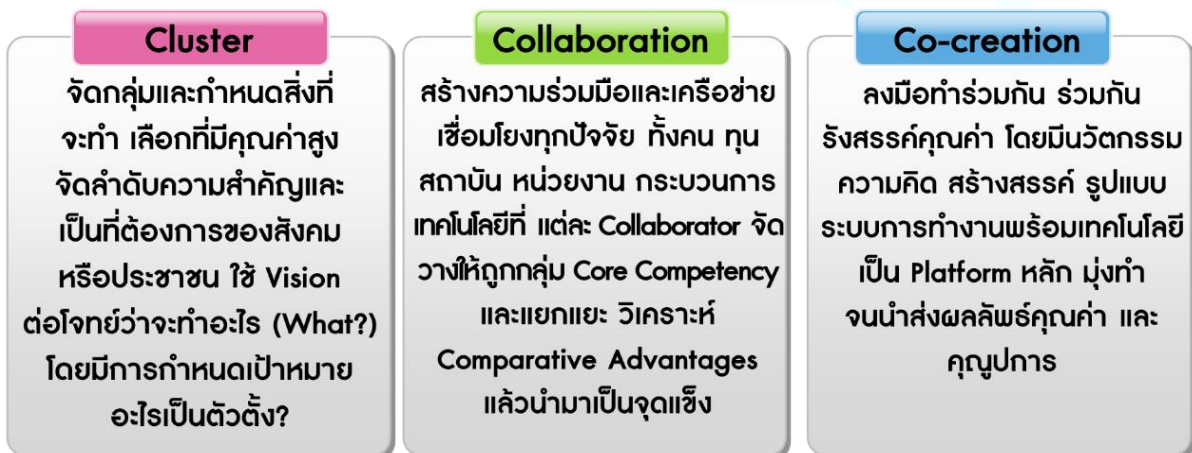 Cluster
จัดกลุ่มและกำหนดสิ่งที่
จะทำ เลือกที่มีคุณค่าสูง
จัดลำดับความสำคัญและ
เป็นที่ต้องการของสังคม
หรือประชาชน ใช้ Vision
ต่อโจทย์ว่าจะทำอะไร (What?)
โดยมีการกำหนดเป้าหมาย
อะไรเป็นตัวตั้ง?
Collaboration
สร้างความร่วมมือและเครือข่าย
เชื่อมโยงทุกปัจจัย ทั้งคน ทุน
สถาบัน หน่วยงาน กระบวนการ
เทคโนโลยีที่ แต่ละ Collaborator จัด
วางให้ถูกกลุ่ม Core Competency
และแยกแยะ วิเคราะห์
Comparative Advantages
แล้วนำมาเป็นจุดแข็ง
Co-creation
ลงมือทำร่วมกัน ร่วมกัน
รังสรรค์คุณค่า โดยมีนวัตกรรม
ความคิด สร้างสรรค์ รูปแบบ
ระบบการทำงานพร้อมเทคโนโลยี
เป็น Platform หลัก มุ่งทำ
จนนำส่งผลลัพธ์คุณค่า และ
คุณูปการ